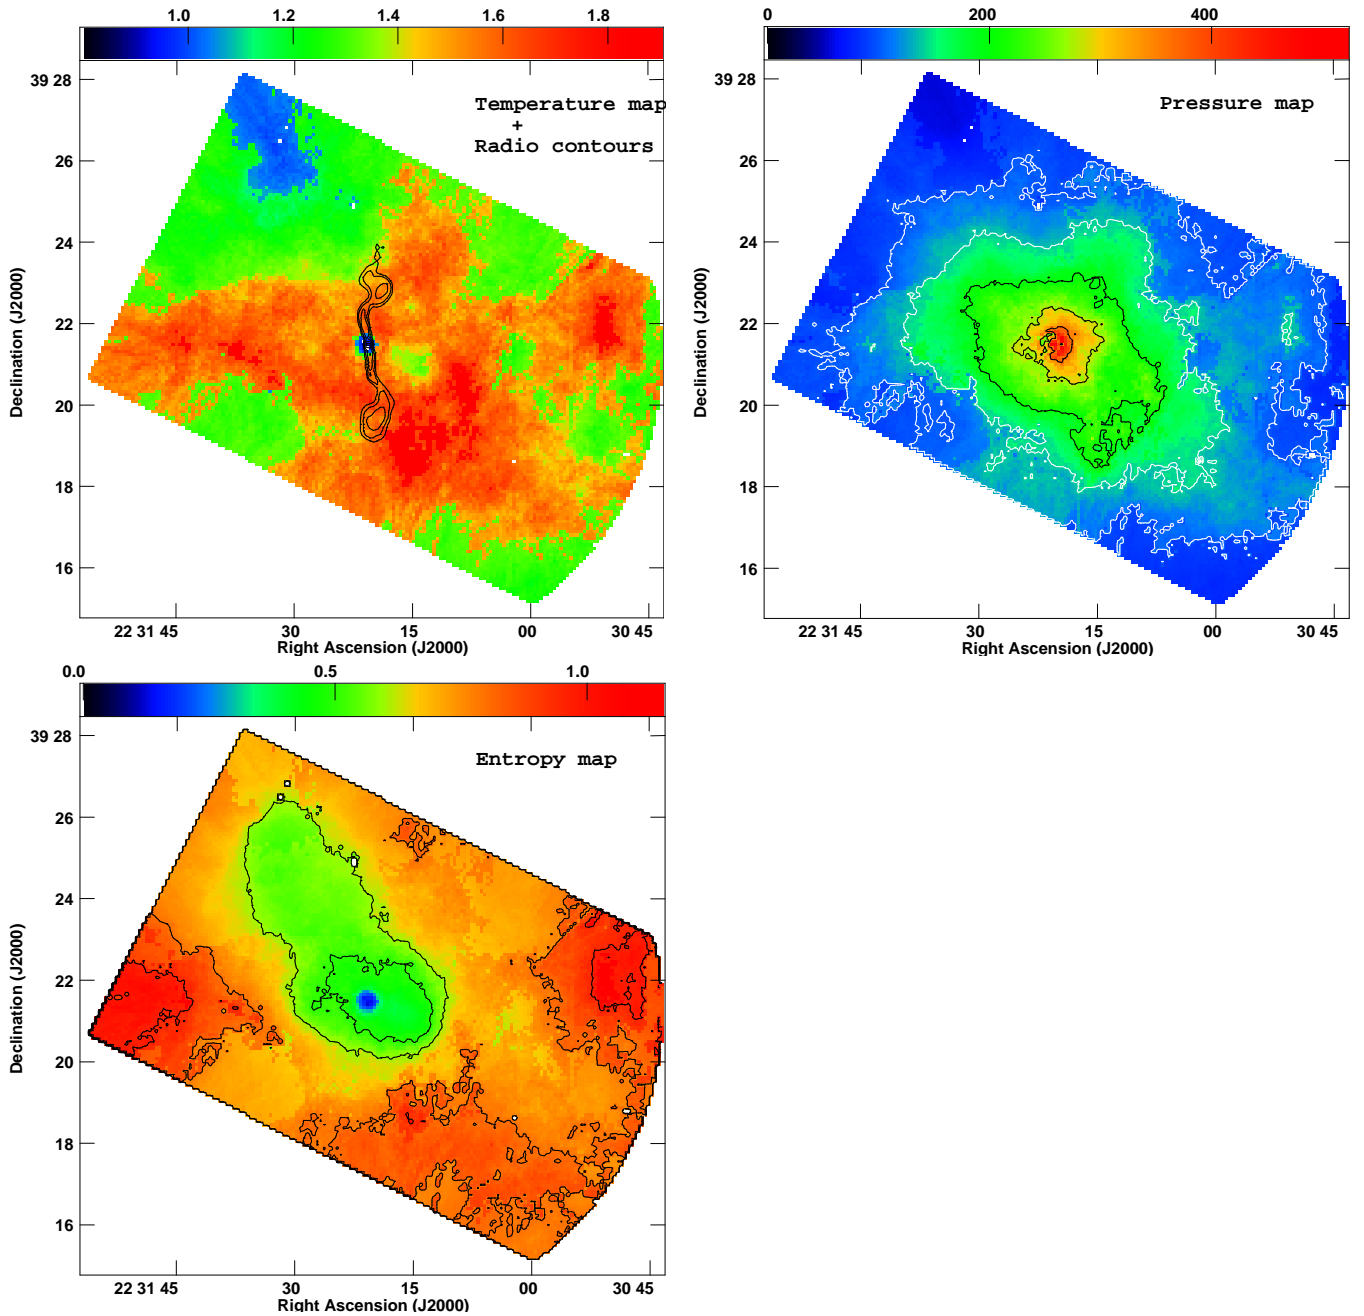 1.0 1.2 1.4 1.6 1.8
Temperature map
+
Radio contours
39 28
26
24
22
20
18
16
Declination (J2000)
22 31 45 30 15 00 30 45
Right Ascension (J2000)
0 200 400
Pressure map
39 28
26
24
22
20
18
16
Declination (J2000)
22 31 45 30 15 00 30 45
Right Ascension (J2000)
0.0 0.5 1.0
Entropy map
39 28
26
24
22
20
18
16
Declination (J2000)
22 31 45 30 15 00 30 45
Right Ascension (J2000)